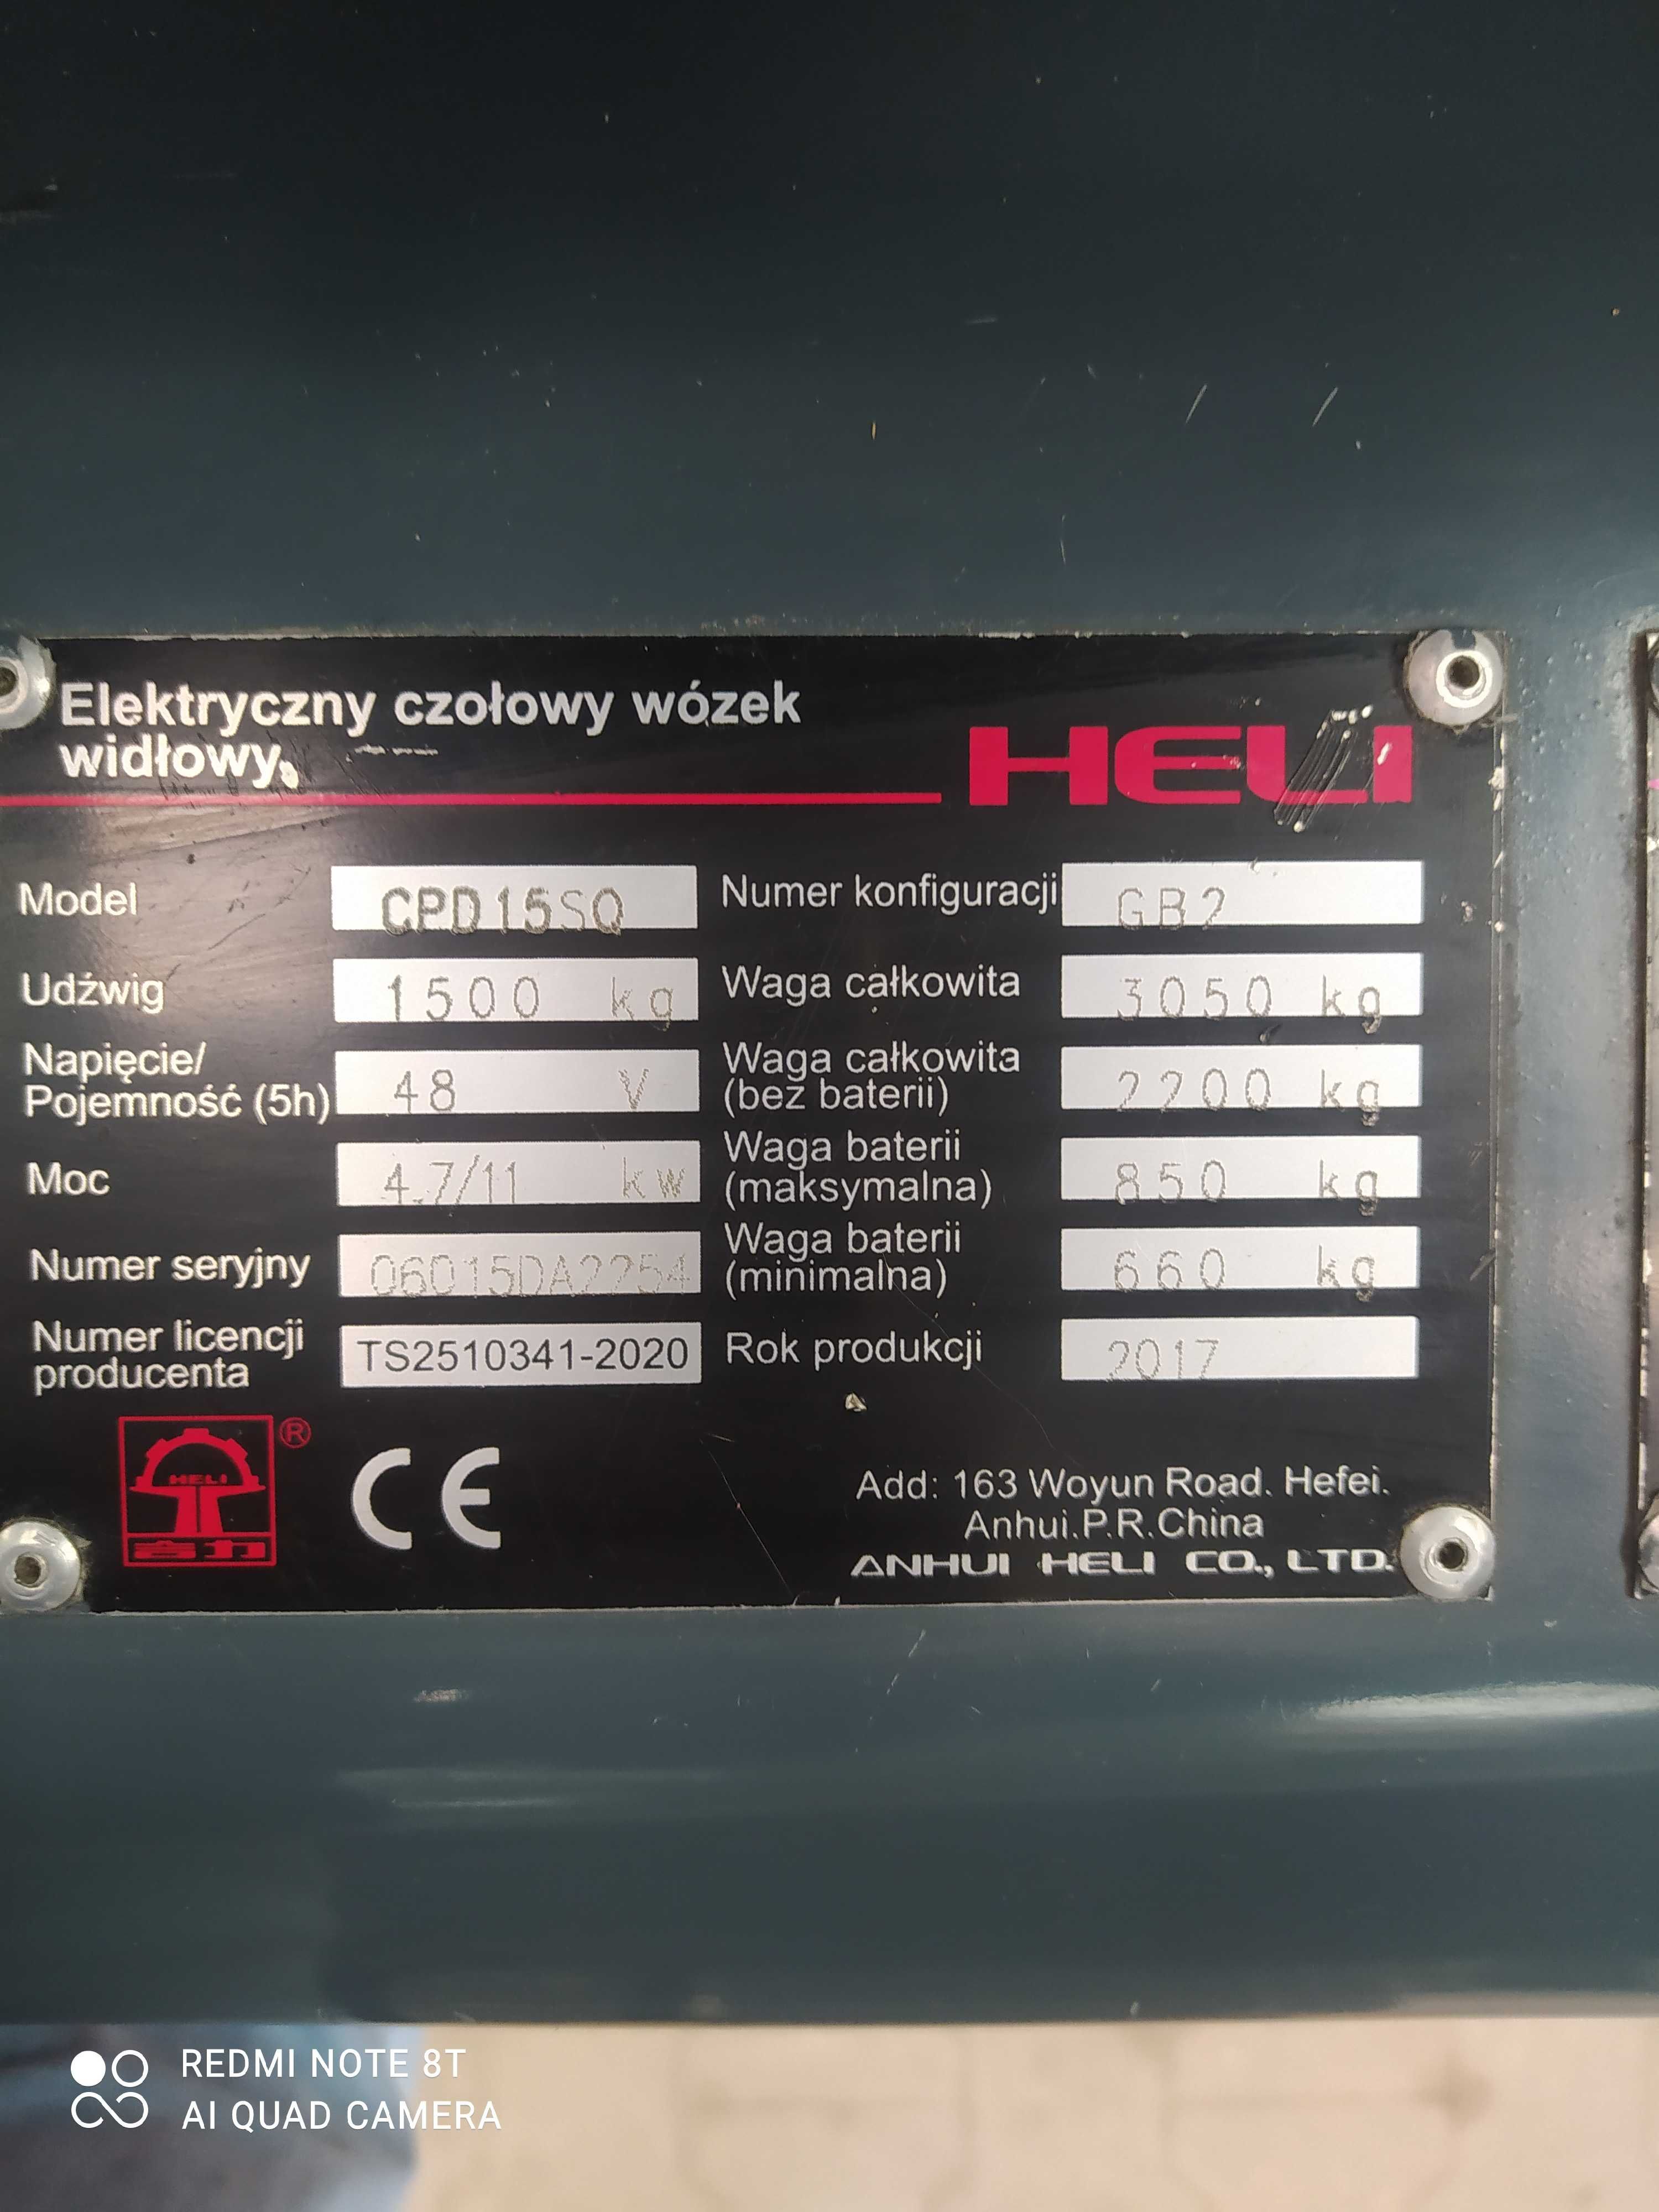 Elektryczny czołowy wózek
widłowy
HELI
Model CPD15SQ
Udźwig 1500 kg
Napięcie/
Pojemność (5h) 48 V
Moc 4.7/11 kw
Numer seryjny 06015DA2254
Numer licencji
producenta TS2510341-2020
Numer konfiguracji GB2
Waga całkowita 3050 kg
Waga całkowita
(bez baterii) 2200 kg
Waga baterii
(maksymalna) 850 kg
Waga baterii
(minimalna) 660 kg
Rok produkcji 2017
HELI ®
合力
CE
Add: 163 Woyun Road. Hefei.
Anhui.P.R.China
ANHUI HELI CO., LTD.
REDMI NOTE 8T
AI QUAD CAMERA